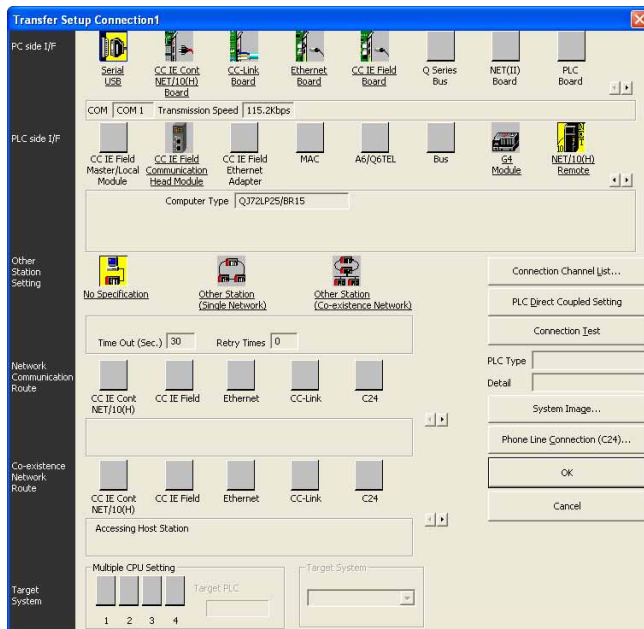 Transfer Setup Connection1
PC side I/F
Serial
USB
CC IE Cont
NET/10(H)
Board
CC-Link
Board
Ethernet
Board
CC IE Field
Board
Q Series
Bus
NET(II)
Board
PLC
Board
COM
COM 1
Transmission Speed
115.2Kbps
PLC side I/F
CC IE Field
Master/Local
Module
CC IE Field
Communication
Head Module
CC IE Field
Ethernet
Adapter
MAC
A6/Q6TEL
Bus
G4
Module
NET/10(H)
Remote
Computer Type
QJ72LP25/BR15
Other
Station
Setting
No Specification
Other Station
(Single Network)
Other Station
(Co-existence Network)
Time Out (Sec.)
30
Retry Times
0
Connection Channel List...
PLC Direct Coupled Setting
Connection Test
PLC Type
Detail
System Image...
Phone Line Connection (C24)...
OK
Cancel
Network
Communication
Route
CC IE Cont
NET/10(H)
CC IE Field
Ethernet
CC-Link
C24
Co-existence
Network
Route
CC IE Cont
NET/10(H)
CC IE Field
Ethernet
CC-Link
C24
Accessing Host Station
Target
System
Multiple CPU Setting
1 2 3 4
Target PLC
Target System